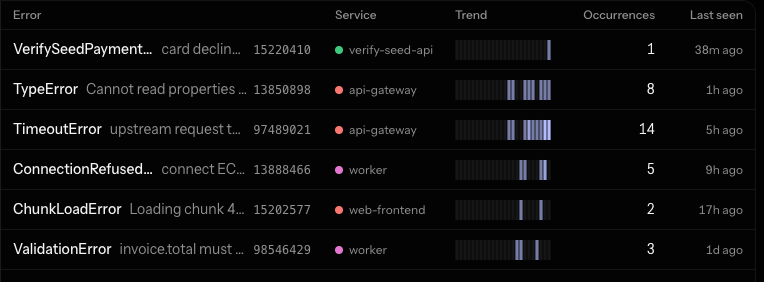 Error Service Trend Occurrences Last seen
VerifySeedPayment... card declin... 15220410 verify-seed-api 1 38m ago
TypeError Cannot read properties ... 13850898 api-gateway 8 1h ago
TimeoutError upstream request t... 97489021 api-gateway 14 5h ago
ConnectionRefused... connect EC... 13888466 worker 5 9h ago
ChunkLoadError Loading chunk 4... 15202577 web-frontend 2 17h ago
ValidationError invoice.total must ... 98546429 worker 3 1d ago